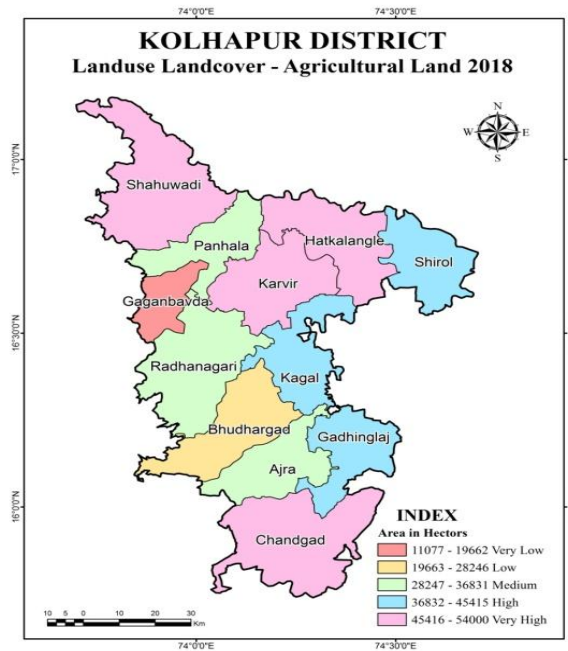 74°0'0"E
74°30'0"E
KOLHAPUR DISTRICT
Landuse Landcover - Agricultural Land 2018
N
W
E
S
17°0'0"N
Shahuwadi
Panhala
Hatkalangle
Shirol
Karvir
Gaganbavda
16°30'0"N
Radhanagari
Kagal
Bhudhargad
Gadhinglaj
Ajra
16°0'0"N
Chandgad
INDEX
Area in Hectors
11077 - 19662 Very Low
19663 - 28246 Low
28247 - 36831 Medium
36832 - 45415 High
45416 - 54000 Very High
10 5 0 10 20 30
Km
74°0'0"E
74°30'0"E